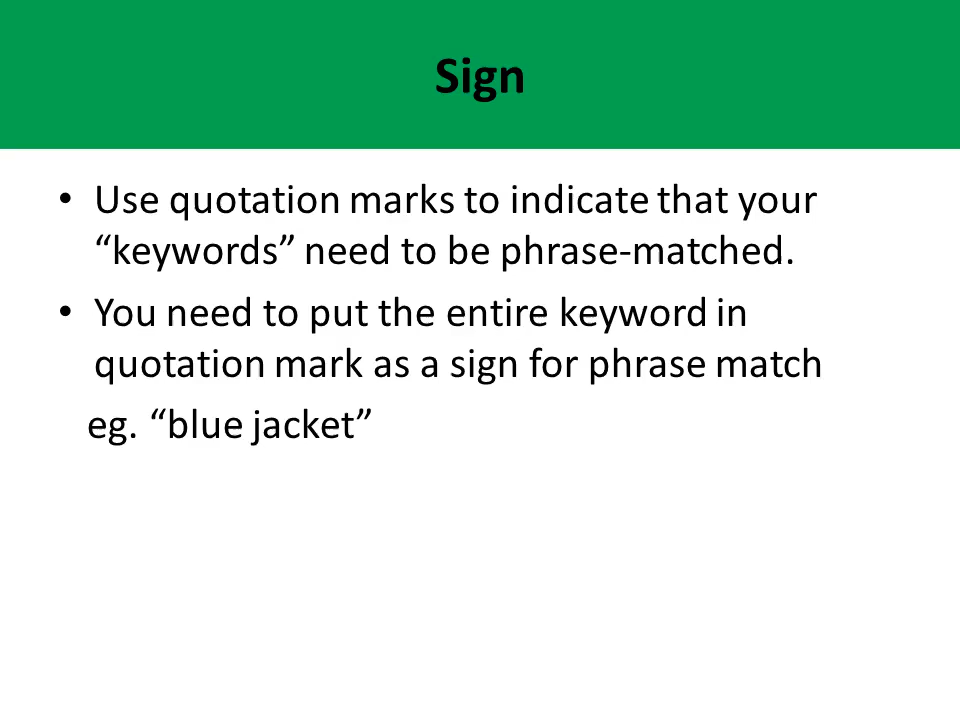 Sign
• Use quotation marks to indicate that your
“keywords” need to be phrase-matched.
• You need to put the entire keyword in
quotation mark as a sign for phrase match
eg. “blue jacket”